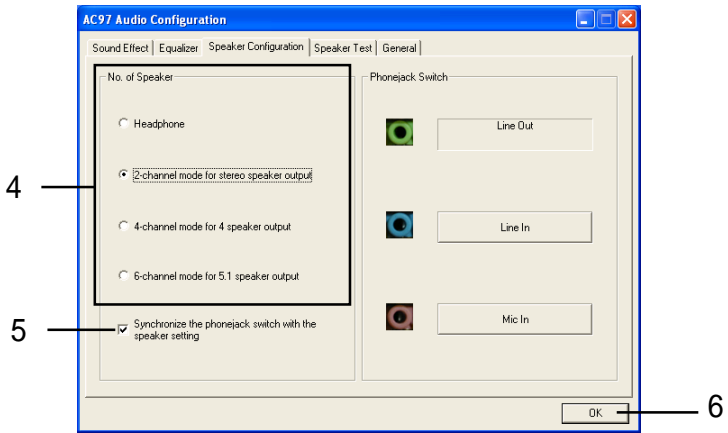 AC97 Audio Configuration
Sound Effect Equalizer Speaker Configuration Speaker Test General
No. of Speaker
Headphone
2-channel mode for stereo speaker output
4-channel mode for 4 speaker output
6-channel mode for 5.1 speaker output
4
Synchronize the phonejack switch with the
speaker setting
5
Phonejack Switch
Line Out
Line In
Mic In
OK
6